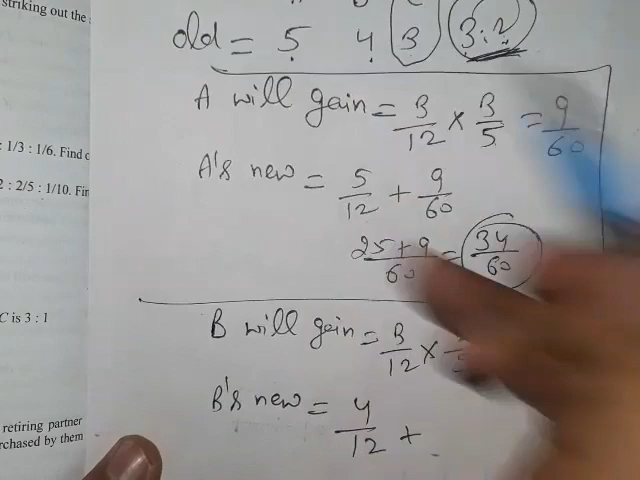 striking out the
old = 5 4 3 3:2
A will gain = 3/12 × 3/5 = 9/60
: 1/3 : 1/6. Find
A's new = 5/12 + 9/60
2 : 2/5 : 1/10. Fin
25+9/60 = 34/60
C is 3 : 1
B will gain = 3/12 ×
B's new = 4/12 +
retiring partner
rchased by them